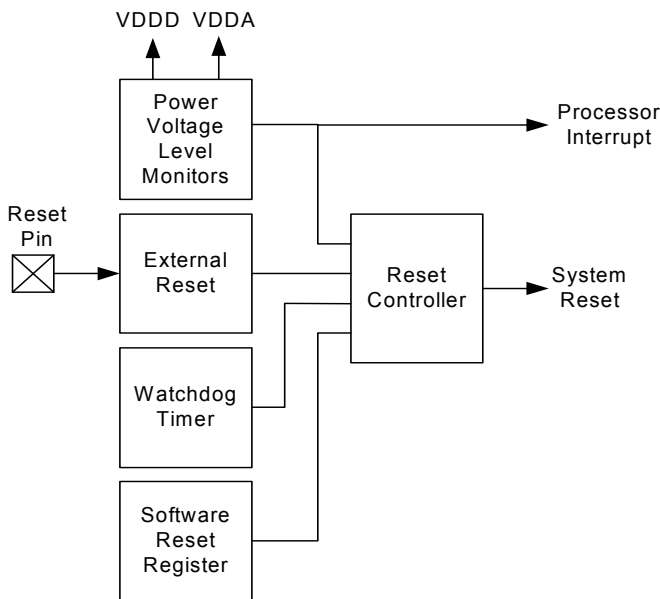 VDDD VDDA
Power
Voltage
Level
Monitors
Processor
Interrupt
Reset
Pin
External
Reset
Reset
Controller
System
Reset
Watchdog
Timer
Software
Reset
Register